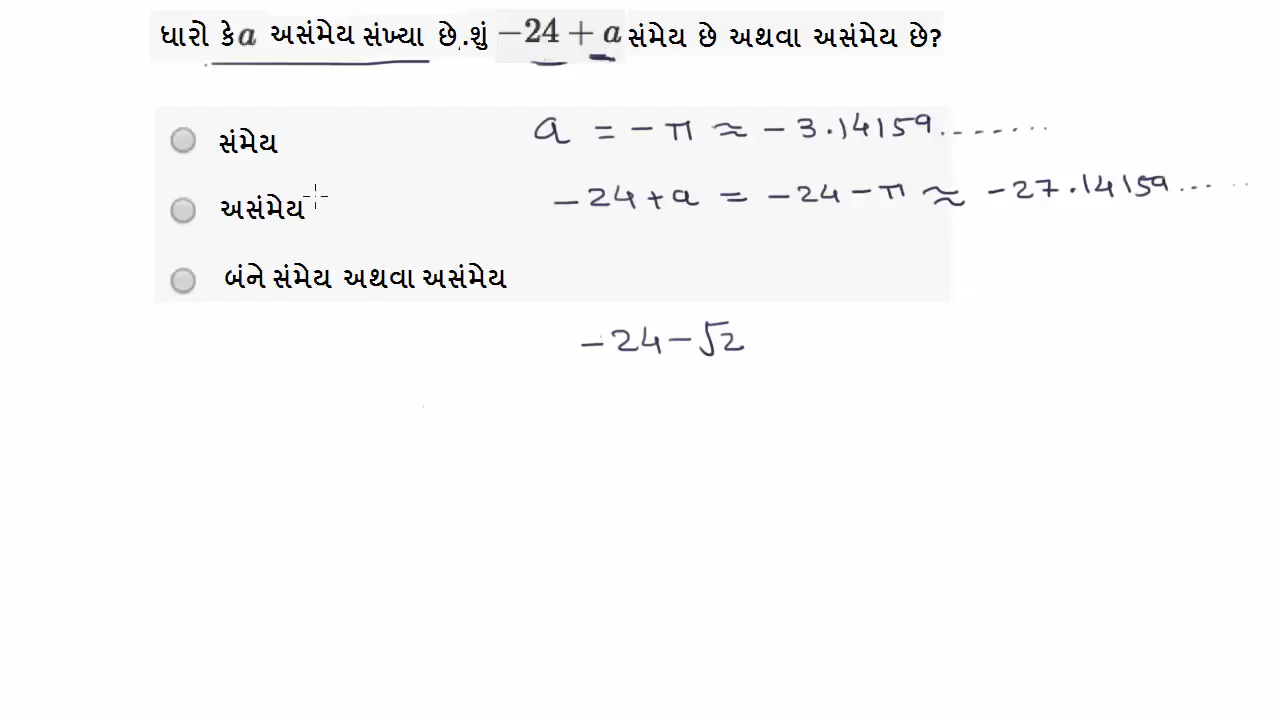 ધારો કે a અસંમેય સંખ્યા છે. શું −24 + a સંમેય છે અથવા અસંમેય છે?
સંમેય
a = − π ≈ − 3.14159.......
અસંમેય
−24 + a = −24 − π ≈ −27.14159......
બંને સંમેય અથવા અસંમેય
−24 − √2